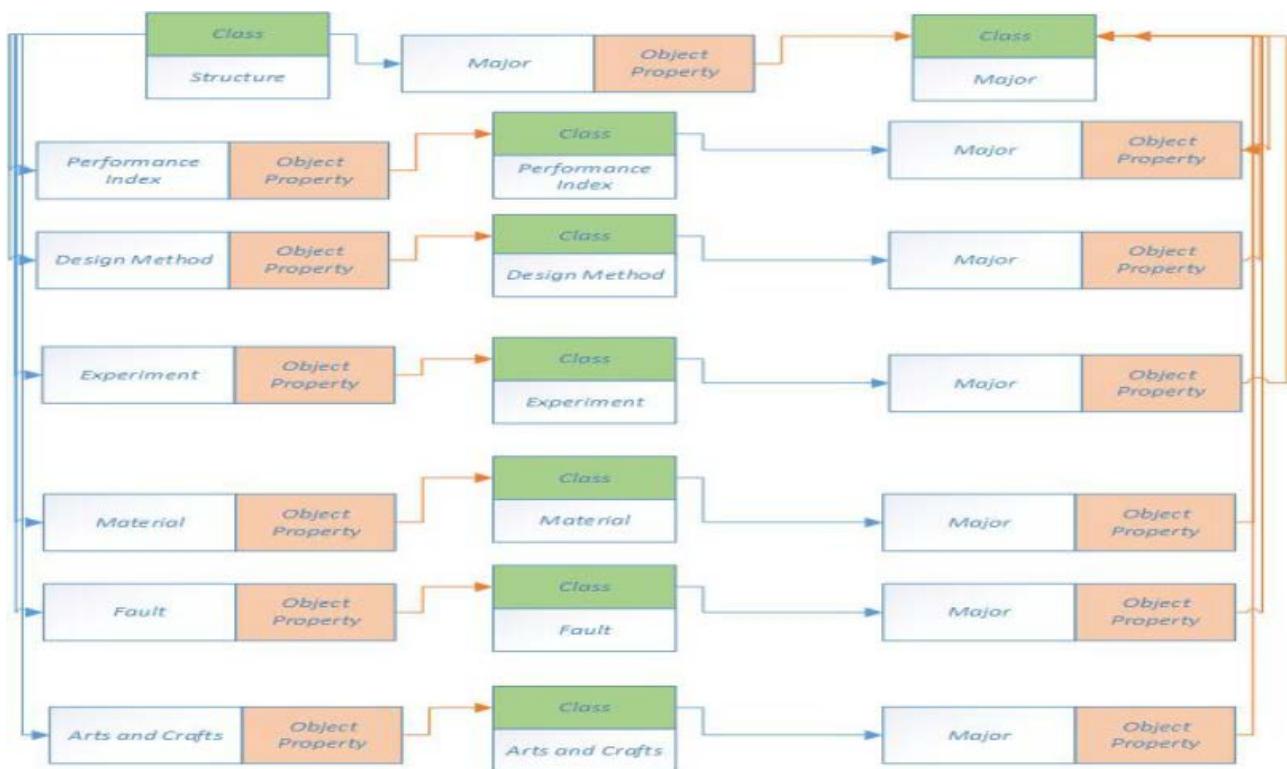 Class
Structure
Major
Object
Property
Class
Major
Performance
Index
Object
Property
Class
Performance
Index
Major
Object
Property
Design Method
Object
Property
Class
Design Method
Major
Object
Property
Experiment
Object
Property
Class
Experiment
Major
Object
Property
Material
Object
Property
Class
Material
Major
Object
Property
Fault
Object
Property
Class
Fault
Major
Object
Property
Arts and Crafts
Object
Property
Class
Arts and Crafts
Major
Object
Property